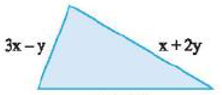 3x – y
x + 2y